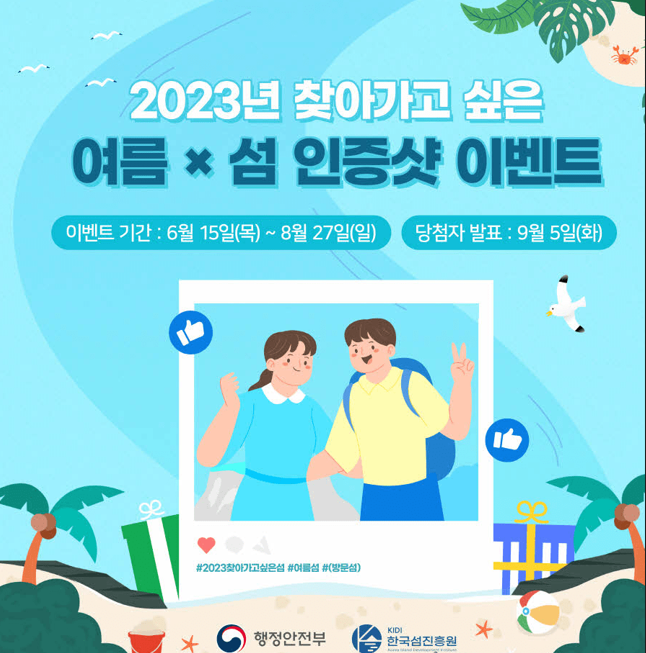 2023년 찾아가고 싶은
여름 × 섬 인증샷 이벤트
이벤트 기간 : 6월 15일(목) ~ 8월 27일(일)
당첨자 발표 : 9월 5일(화)
#2023찾아가고싶은섬 #여름섬 #(방문섬)
행정안전부
KIDI
한국섬진흥원